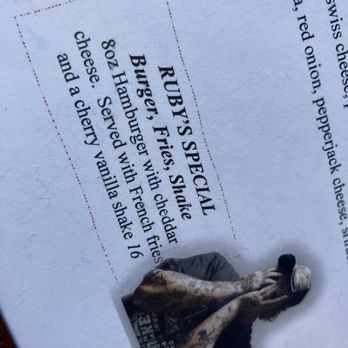 RUBY'S SPECIAL
Burger, Fries, Shake
8oz Hamburger with cheddar
cheese. Served with French fries
and a cherry vanilla shake 16
swiss cheese,
red onion, pepperjack cheese,